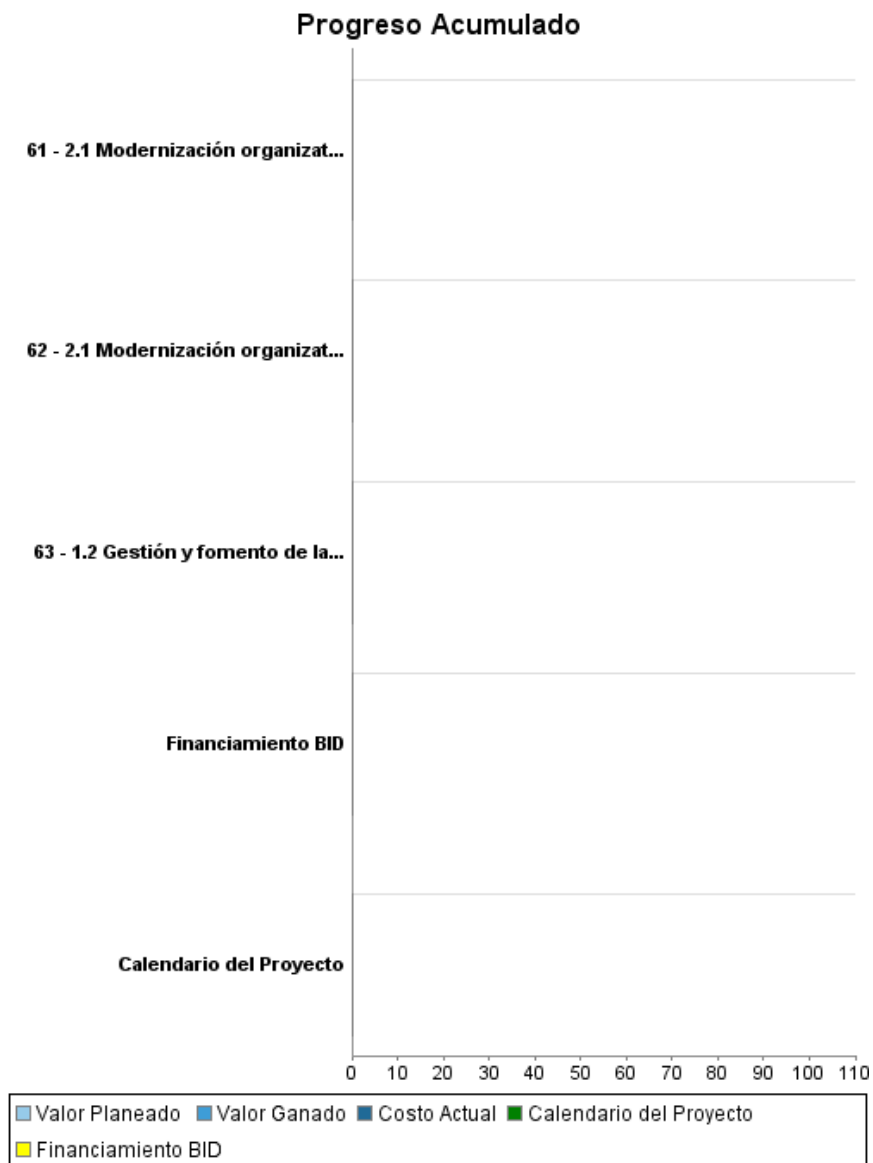 Progreso Acumulado
61 - 2.1 Modernización organizat...
62 - 2.1 Modernización organizat...
63 - 1.2 Gestión y fomento de la...
Financiamiento BID
Calendario del Proyecto
0 10 20 30 40 50 60 70 80 90 100 110
Valor Planeado Valor Ganado Costo Actual Calendario del Proyecto
Financiamiento BID